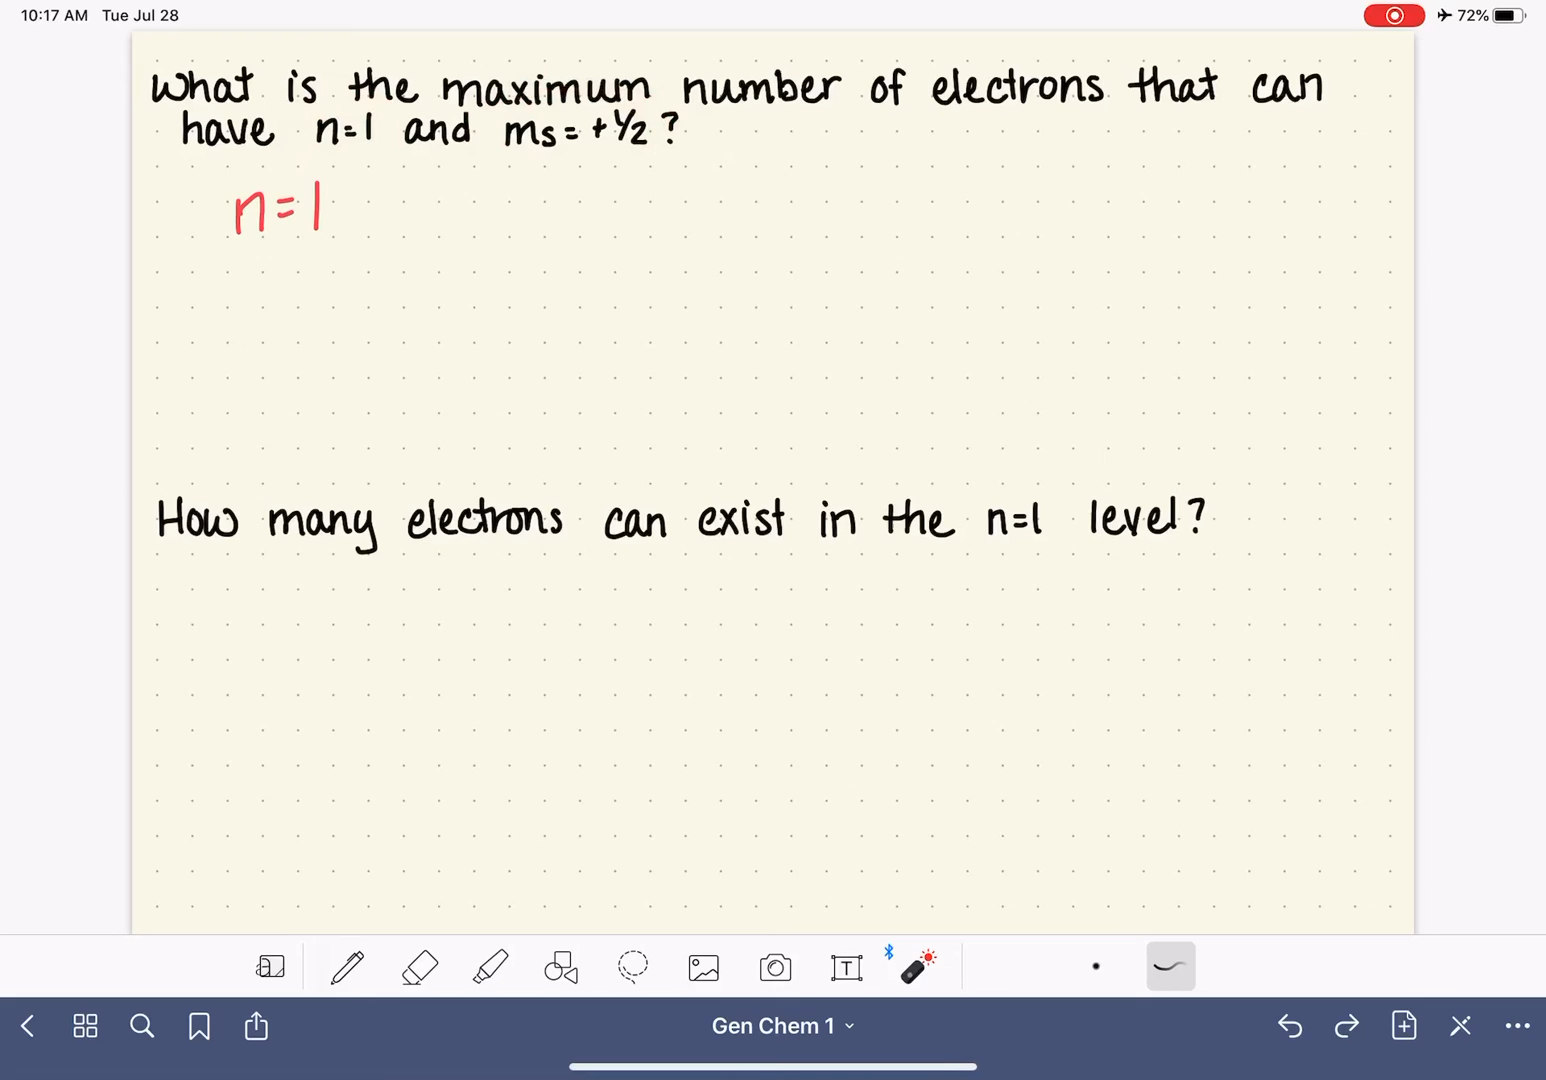 10:17 AM Tue Jul 28
72%
What is the maximum number of electrons that can
have n=1 and ms=+1/2?
n=1
How many electrons can exist in the n=1 level?
T
Gen Chem 1